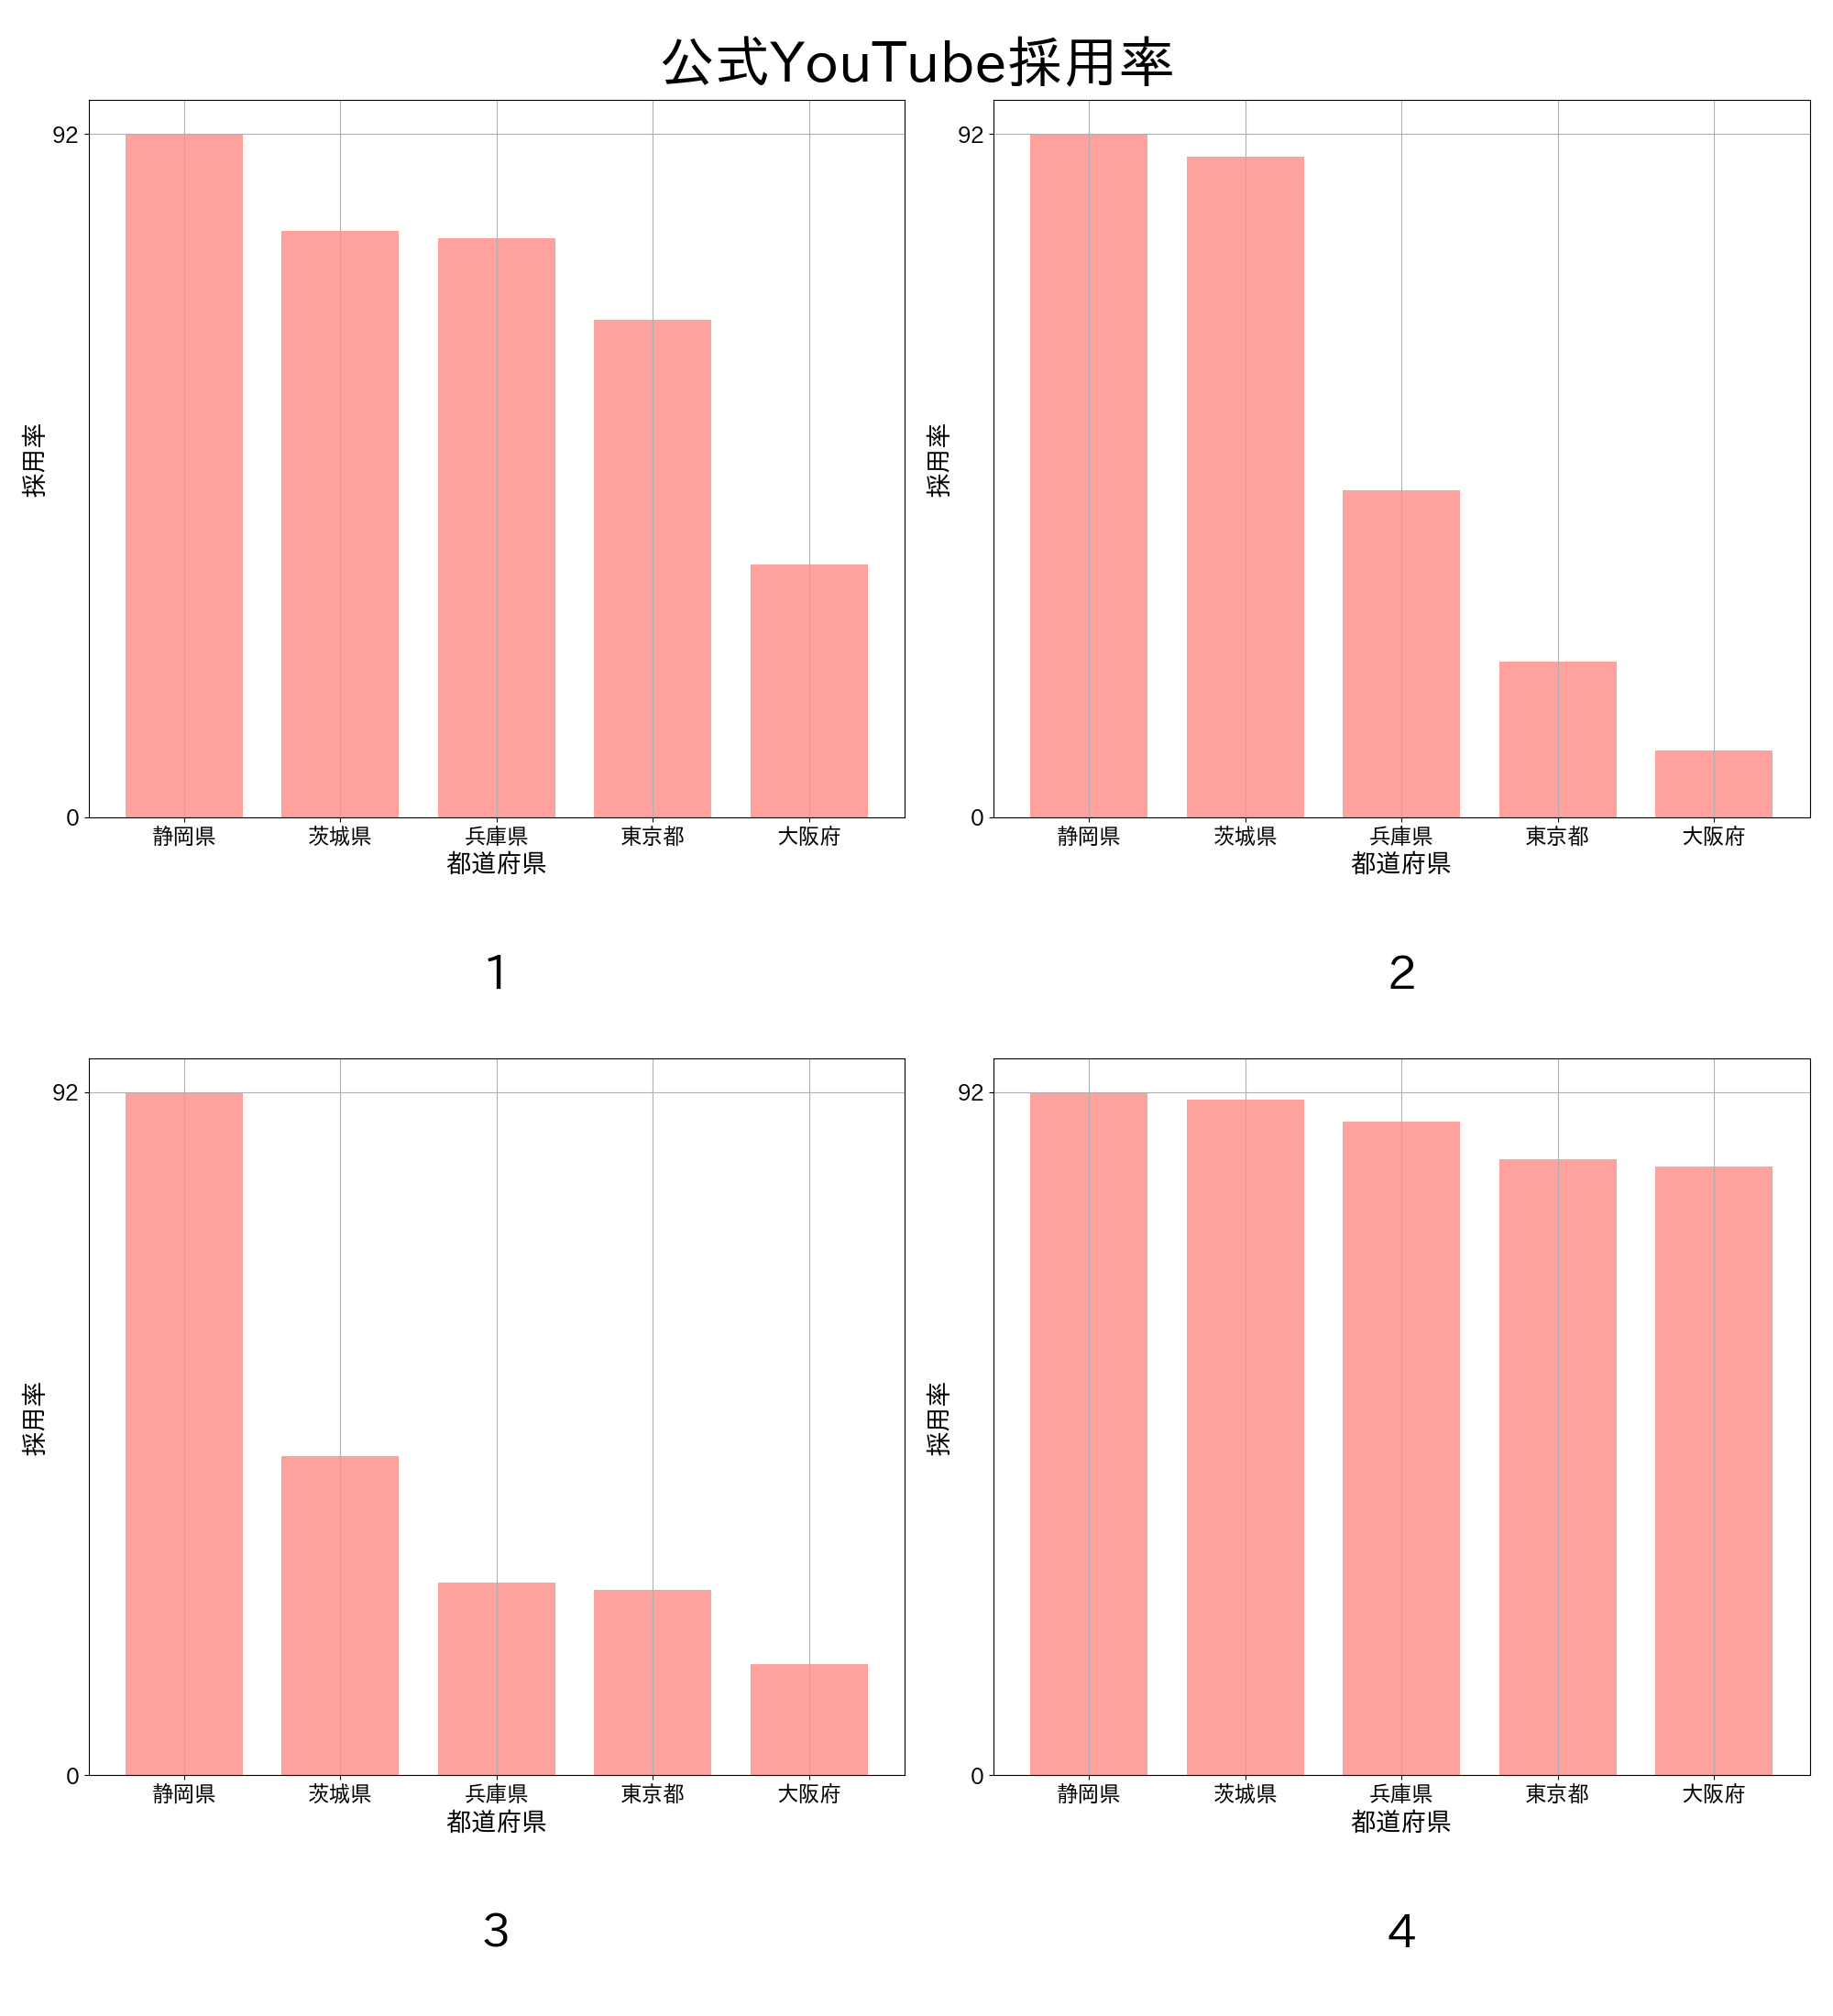 公式YouTube採用率
92
0
採用率
静岡県 茨城県 兵庫県 東京都 大阪府
都道府県
1
92
0
採用率
静岡県 茨城県 兵庫県 東京都 大阪府
都道府県
2
92
0
採用率
静岡県 茨城県 兵庫県 東京都 大阪府
都道府県
3
92
0
採用率
静岡県 茨城県 兵庫県 東京都 大阪府
都道府県
4